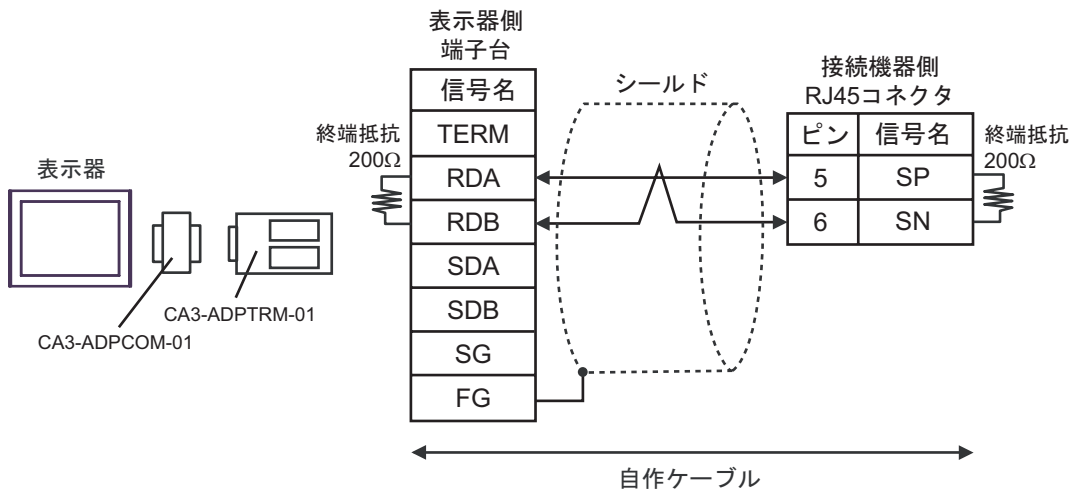 表示器
CA3-ADPCOM-01
CA3-ADPTRM-01
表示器側
端子台
信号名
TERM
RDA
RDB
SDA
SDB
SG
FG
終端抵抗
200Ω
シールド
接続機器側
RJ45コネクタ
ピン 信号名
5 SP
6 SN
終端抵抗
200Ω
自作ケーブル